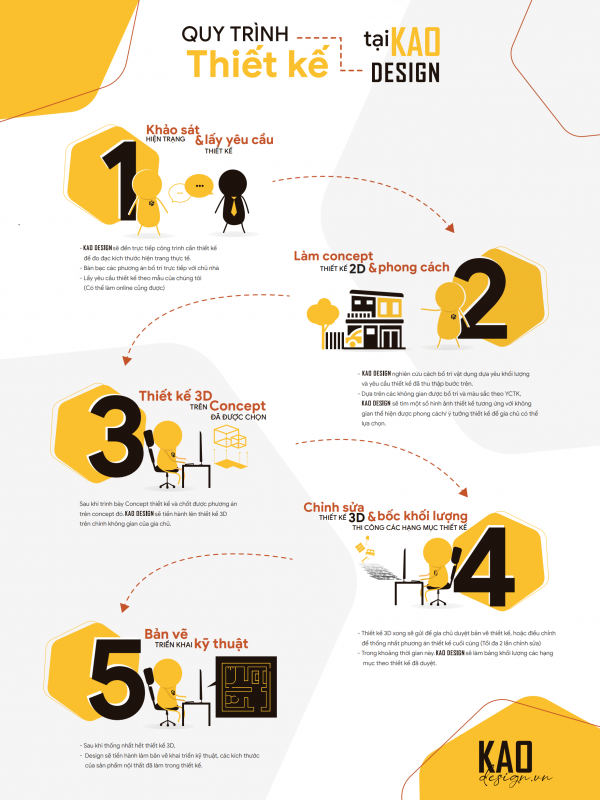 QUY TRÌNH
Thiết kế
tại KAO
DESIGN
1
Khảo sát
HIỆN TRẠNG & lấy yêu cầu
THIẾT KẾ
- KAO DESIGN sẽ đến trực tiếp công trình cần thiết kế
để đo đạc kích thước hiện trạng thực tế.
- Bàn bạc các phương án bố trí trực tiếp với chủ nhà
- Lấy yêu cầu thiết kế theo mẫu của chúng tôi
(Có thể làm online cũng được)
2
Làm concept
THIẾT KẾ 2D & phong cách
- KAO DESIGN nghiên cứu cách bố trí vật dụng dựa yêu khối lượng
và yêu cầu thiết kế đã thu thập bước trên.
- Dựa trên các không gian được bố trí và màu sắc theo YCTK,
KAO DESIGN sẽ tìm một số hình ảnh thiết kế tương ứng với không
gian thể hiện được phong cách/ ý tưởng thiết kế để gia chủ có thể
lựa chọn.
3
Thiết kế 3D
TRÊN Concept
ĐÃ ĐƯỢC CHỌN
Sau khi trình bày Concept thiết kế và chốt được phương án
trên concept đó. KAO DESIGN sẽ tiến hành lên thiết kế 3D
trên chính không gian của gia chủ.
4
Chỉnh sửa
THIẾT KẾ 3D & bốc khối lượng
THI CÔNG CÁC HẠNG MỤC THIẾT KẾ
- Thiết kế 3D xong sẽ gửi để gia chủ duyệt bản vẽ thiết kế, hoặc điều chỉnh
để thống nhất phương án thiết kế cuối cùng (Tối đa 2 lần chỉnh sửa)
- Trong khoảng thời gian này, KAO DESIGN sẽ làm bảng khối lượng các hạng
mục theo thiết kế đã duyệt.
5
Bản vẽ
TRIỂN KHAI kỹ thuật
- Sau khi thống nhất hết thiết kế 3D.
- Design sẽ tiến hành làm bản vẽ khai triển kỹ thuật, các kích thước
của sản phẩm nội thất đã làm trong thiết kế.
KAO
design.vn